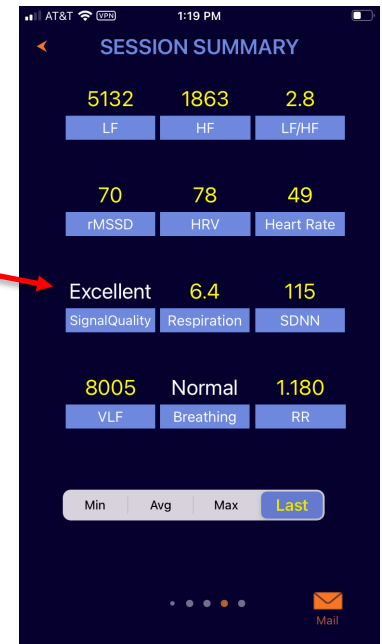 AT&T VPN 1:19 PM
SESSION SUMMARY
5132 1863 2.8
LF HF LF/HF
70 78 49
rMSSD HRV Heart Rate
Excellent 6.4 115
SignalQuality Respiration SDNN
8005 Normal 1.180
VLF Breathing RR
Min Avg Max Last
Mail